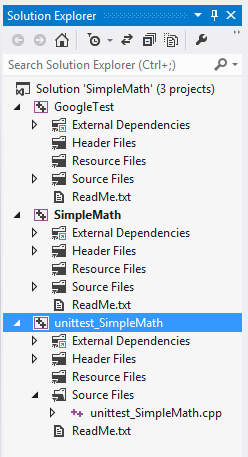 Solution Explorer
Search Solution Explorer (Ctrl+;)
Solution 'SimpleMath' (3 projects)
GoogleTest
External Dependencies
Header Files
Resource Files
Source Files
ReadMe.txt
SimpleMath
External Dependencies
Header Files
Resource Files
Source Files
ReadMe.txt
unittest_SimpleMath
External Dependencies
Header Files
Resource Files
Source Files
unittest_SimpleMath.cpp
ReadMe.txt